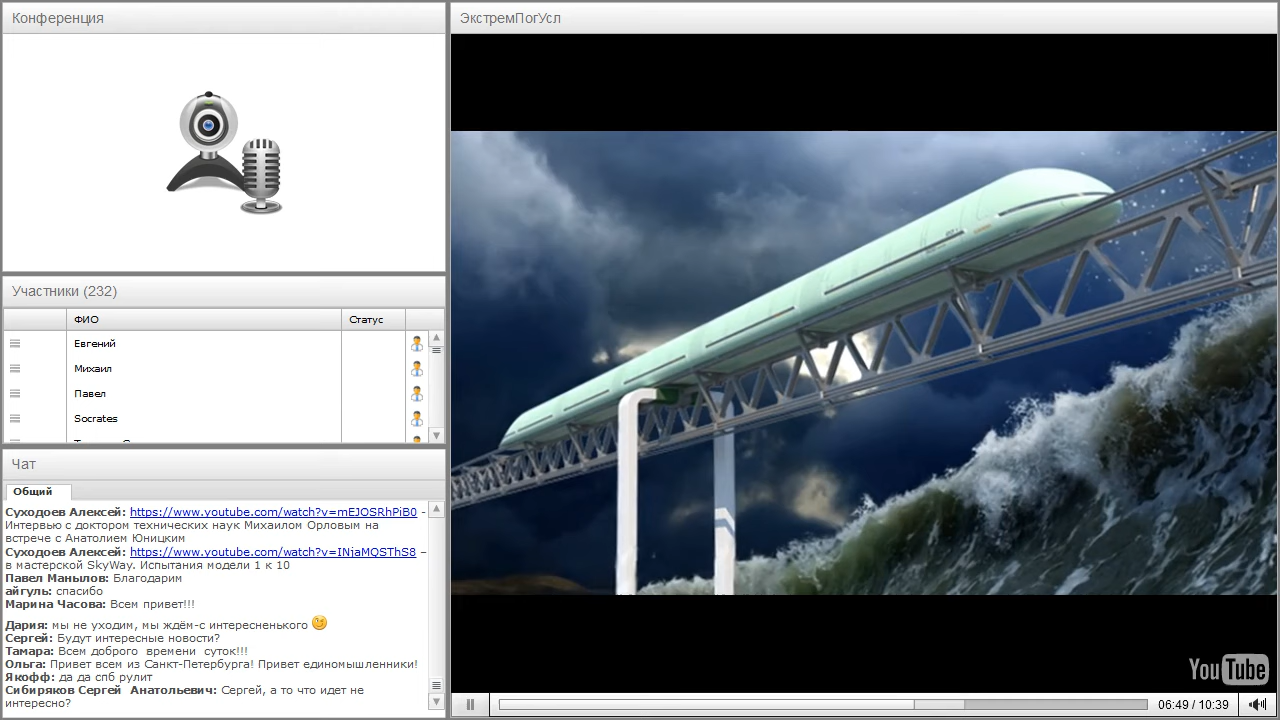 Конференция
ЭкстремПогУсл
Участники (232)
ФИО
Статус
Евгений
Михаил
Павел
Socrates
Чат
Общий
Суходоев Алексей: https://www.youtube.com/watch?v=mEJOSRhPiB0 -
Интервью с доктором технических наук Михаилом Орловым на
встрече с Анатолием Юницким
Суходоев Алексей: https://www.youtube.com/watch?v=INjaMQSThS8 –
в мастерской SkyWay. Испытания модели 1 к 10
Павел Манылов: Благодарим
айгуль: спасибо
Марина Часова: Всем привет!!!
Дария: мы не уходим, мы ждём-с интересненького
Сергей: Будут интересные новости?
Тамара: Всем доброго времени суток!!!
Ольга: Привет всем из Санкт-Петербурга! Привет единомышленники!
Якофф: да да спб рулит
Сибиряков Сергей Анатольевич: Сергей, а то что идет не
интересно?
YouTube
06:49 / 10:39